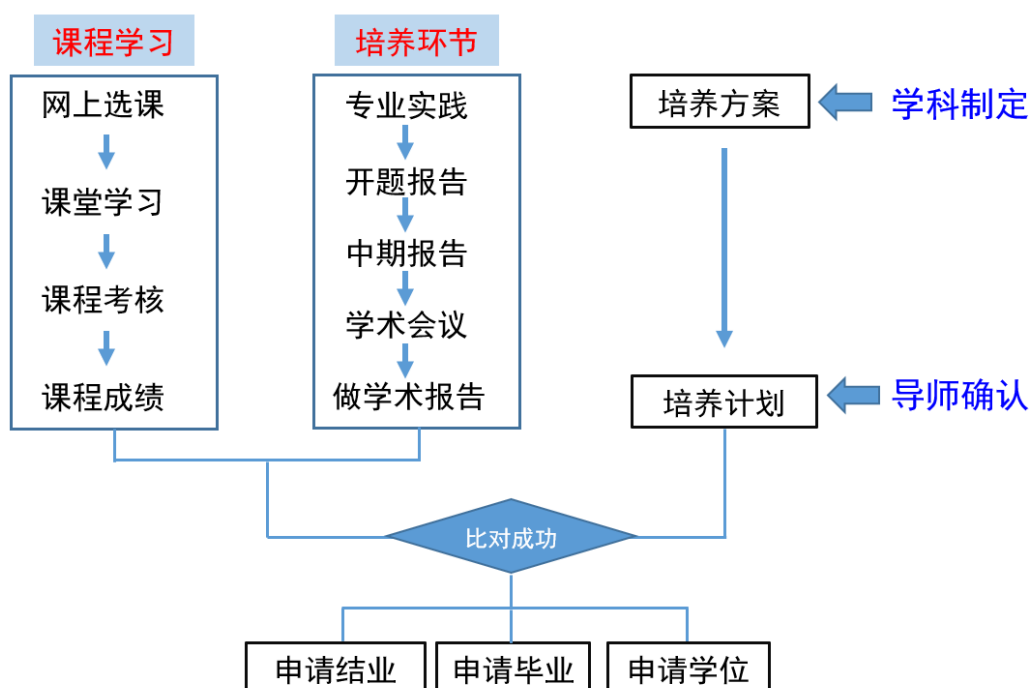 课程学习
网上选课
课堂学习
课程考核
课程成绩
培养环节
专业实践
开题报告
中期报告
学术会议
做学术报告
培养方案
学科制定
培养计划
导师确认
比对成功
申请结业
申请毕业
申请学位